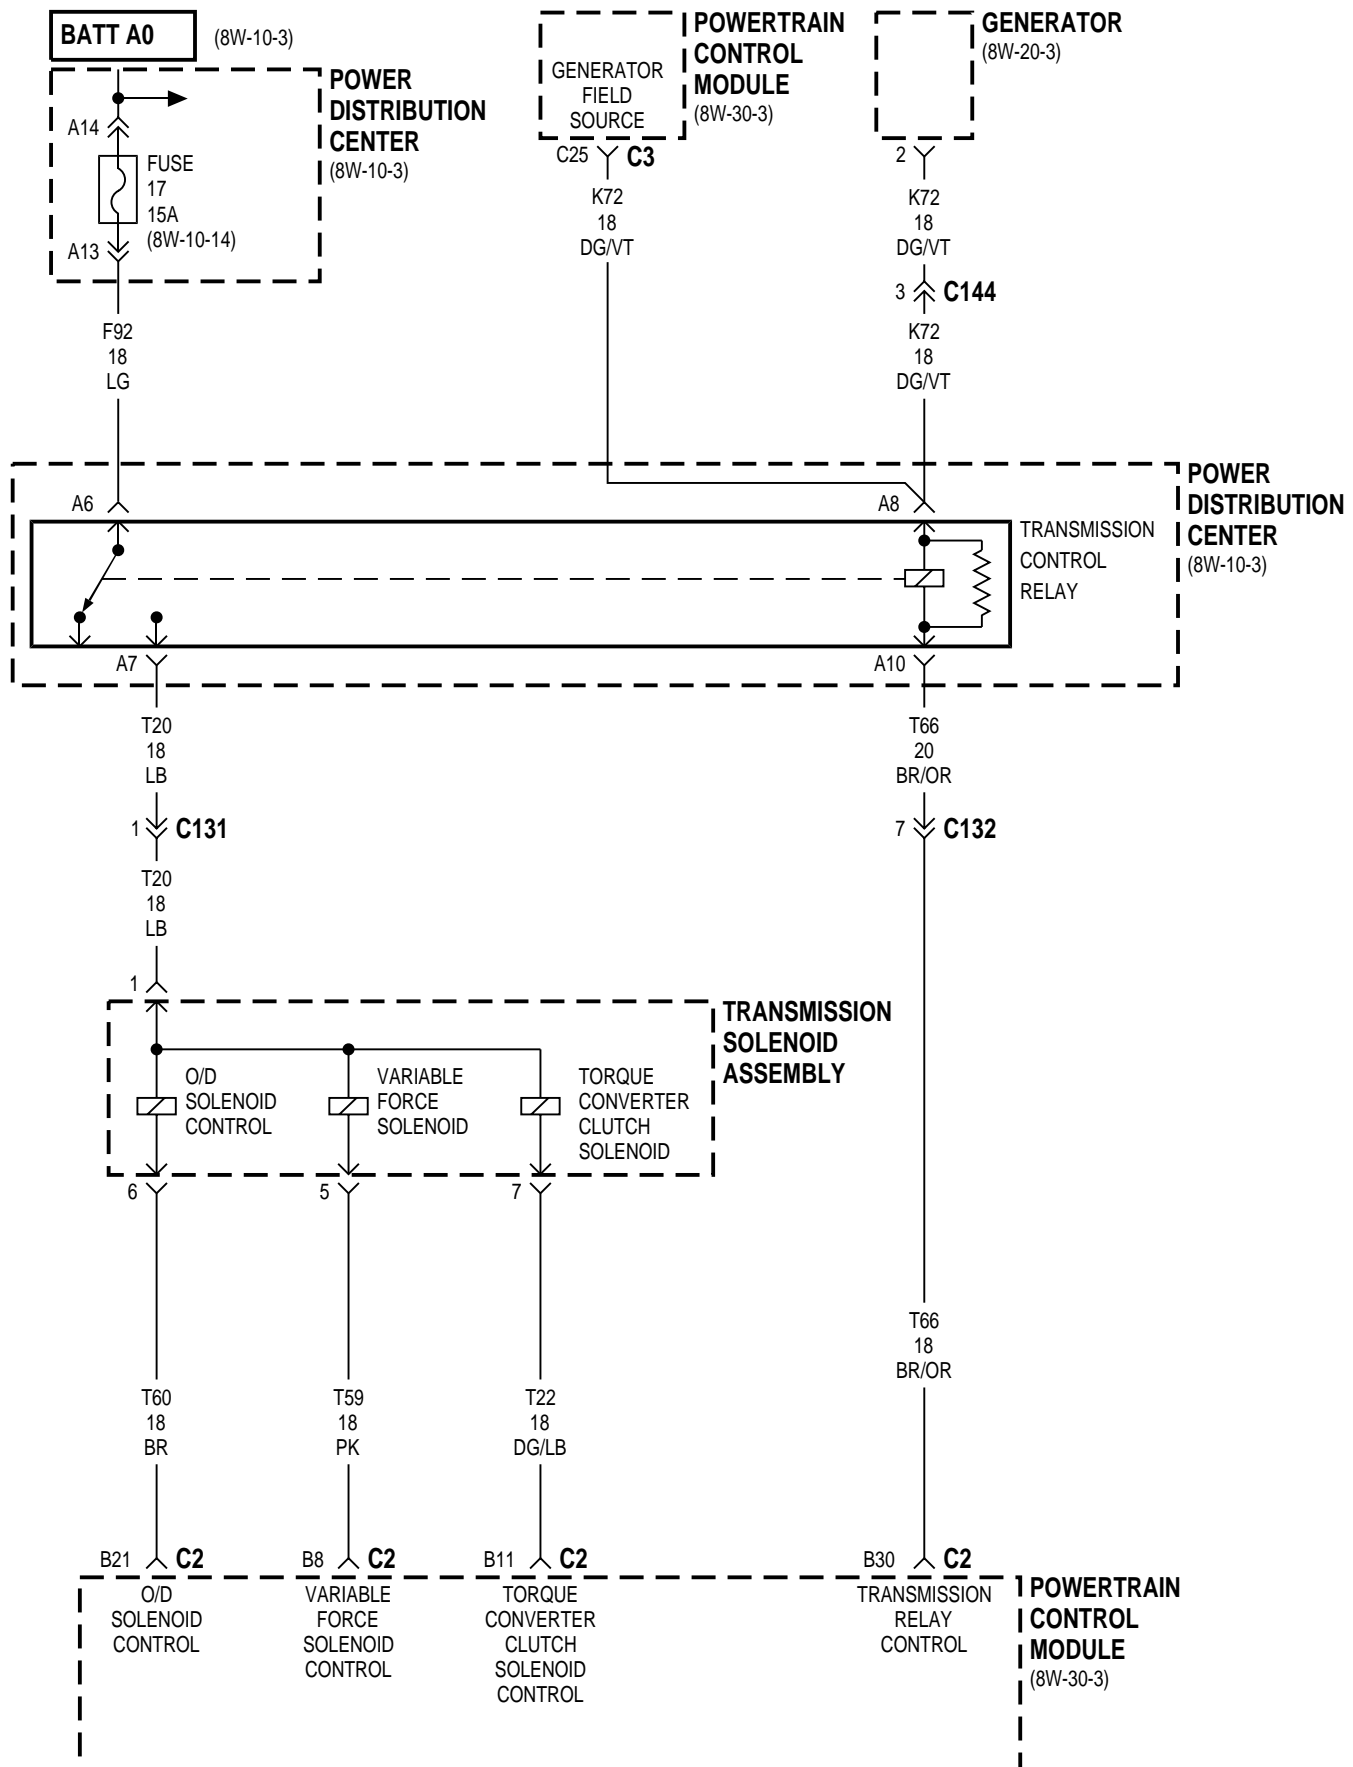 BATT A0
(8W-10-3)
POWER
DISTRIBUTION
CENTER
(8W-10-3)
A14
FUSE
17
15A
(8W-10-14)
A13
F92
18
LG
POWERTRAIN
CONTROL
MODULE
(8W-30-3)
GENERATOR
FIELD
SOURCE
C25
C3
K72
18
DG/VT
GENERATOR
(8W-20-3)
2
K72
18
DG/VT
3
C144
K72
18
DG/VT
POWER
DISTRIBUTION
CENTER
(8W-10-3)
A6
A8
TRANSMISSION
CONTROL
RELAY
A7
A10
T20
18
LB
T66
20
BR/OR
1
C131
7
C132
T20
18
LB
1
TRANSMISSION
SOLENOID
ASSEMBLY
O/D
SOLENOID
CONTROL
VARIABLE
FORCE
SOLENOID
TORQUE
CONVERTER
CLUTCH
SOLENOID
6
5
7
T66
18
BR/OR
T60
18
BR
T59
18
PK
T22
18
DG/LB
B21
C2
B8
C2
B11
C2
B30
C2
O/D
SOLENOID
CONTROL
VARIABLE
FORCE
SOLENOID
CONTROL
TORQUE
CONVERTER
CLUTCH
SOLENOID
CONTROL
TRANSMISSION
RELAY
CONTROL
POWERTRAIN
CONTROL
MODULE
(8W-30-3)